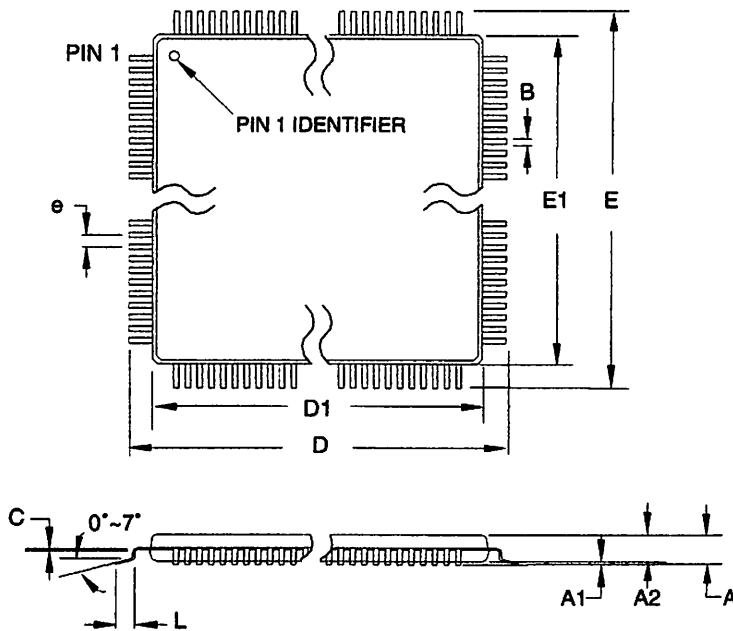 PIN 1
PIN 1 IDENTIFIER
B
e
E1
E
D1
D
C
0°~7°
L
A1
A2
A